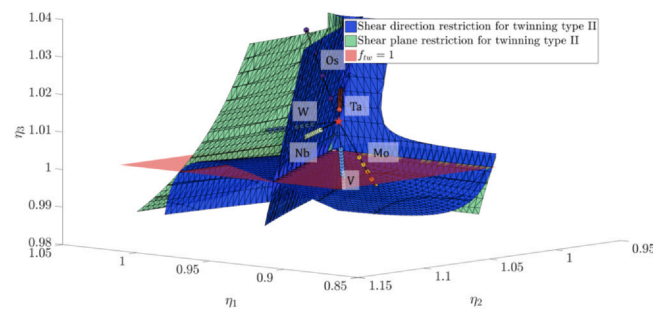 1.04
Shear direction restriction for twinning type II
Shear plane restriction for twinning type II
f_tw = 1
1.03
Os
1.02
W
Ta
η3
1.01
Nb
Mo
1
V
0.99
0.98
1.05
1
0.95
0.9
0.85
1.15
1.1
1.05
1
0.95
η1
η2